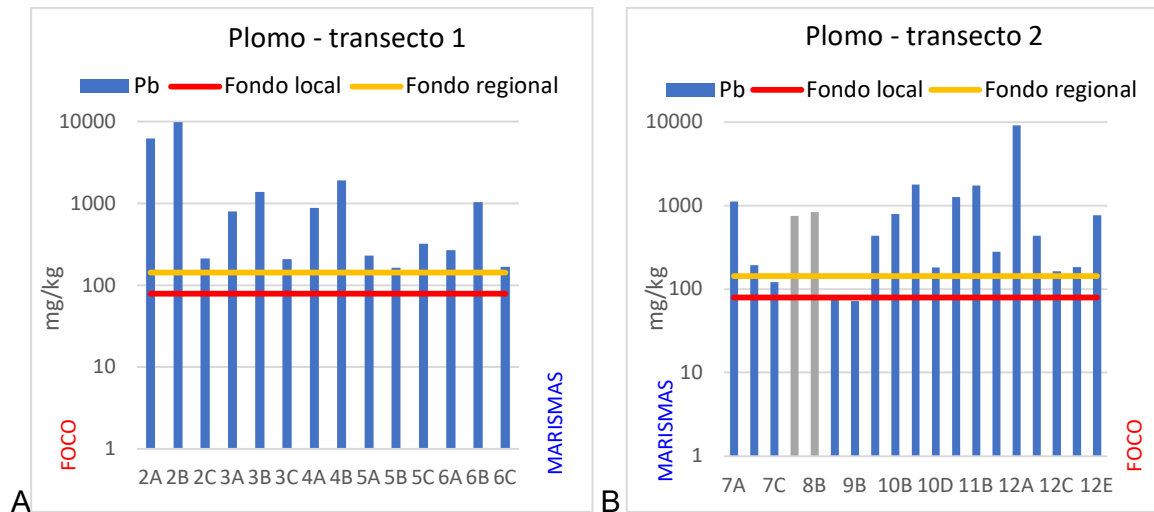 Plomo - transecto 1
Pb Fondo local Fondo regional
10000
1000
100
10
1
mg/kg
FOCO
MARISMAS
2A 2B 2C 3A 3B 3C 4A 4B 5A 5B 5C 6A 6B 6C
A
Plomo - transecto 2
Pb Fondo local Fondo regional
10000
1000
100
10
1
mg/kg
MARISMAS
FOCO
7A 7C 8B 9B 10B 10D 11B 12A 12C 12E
B